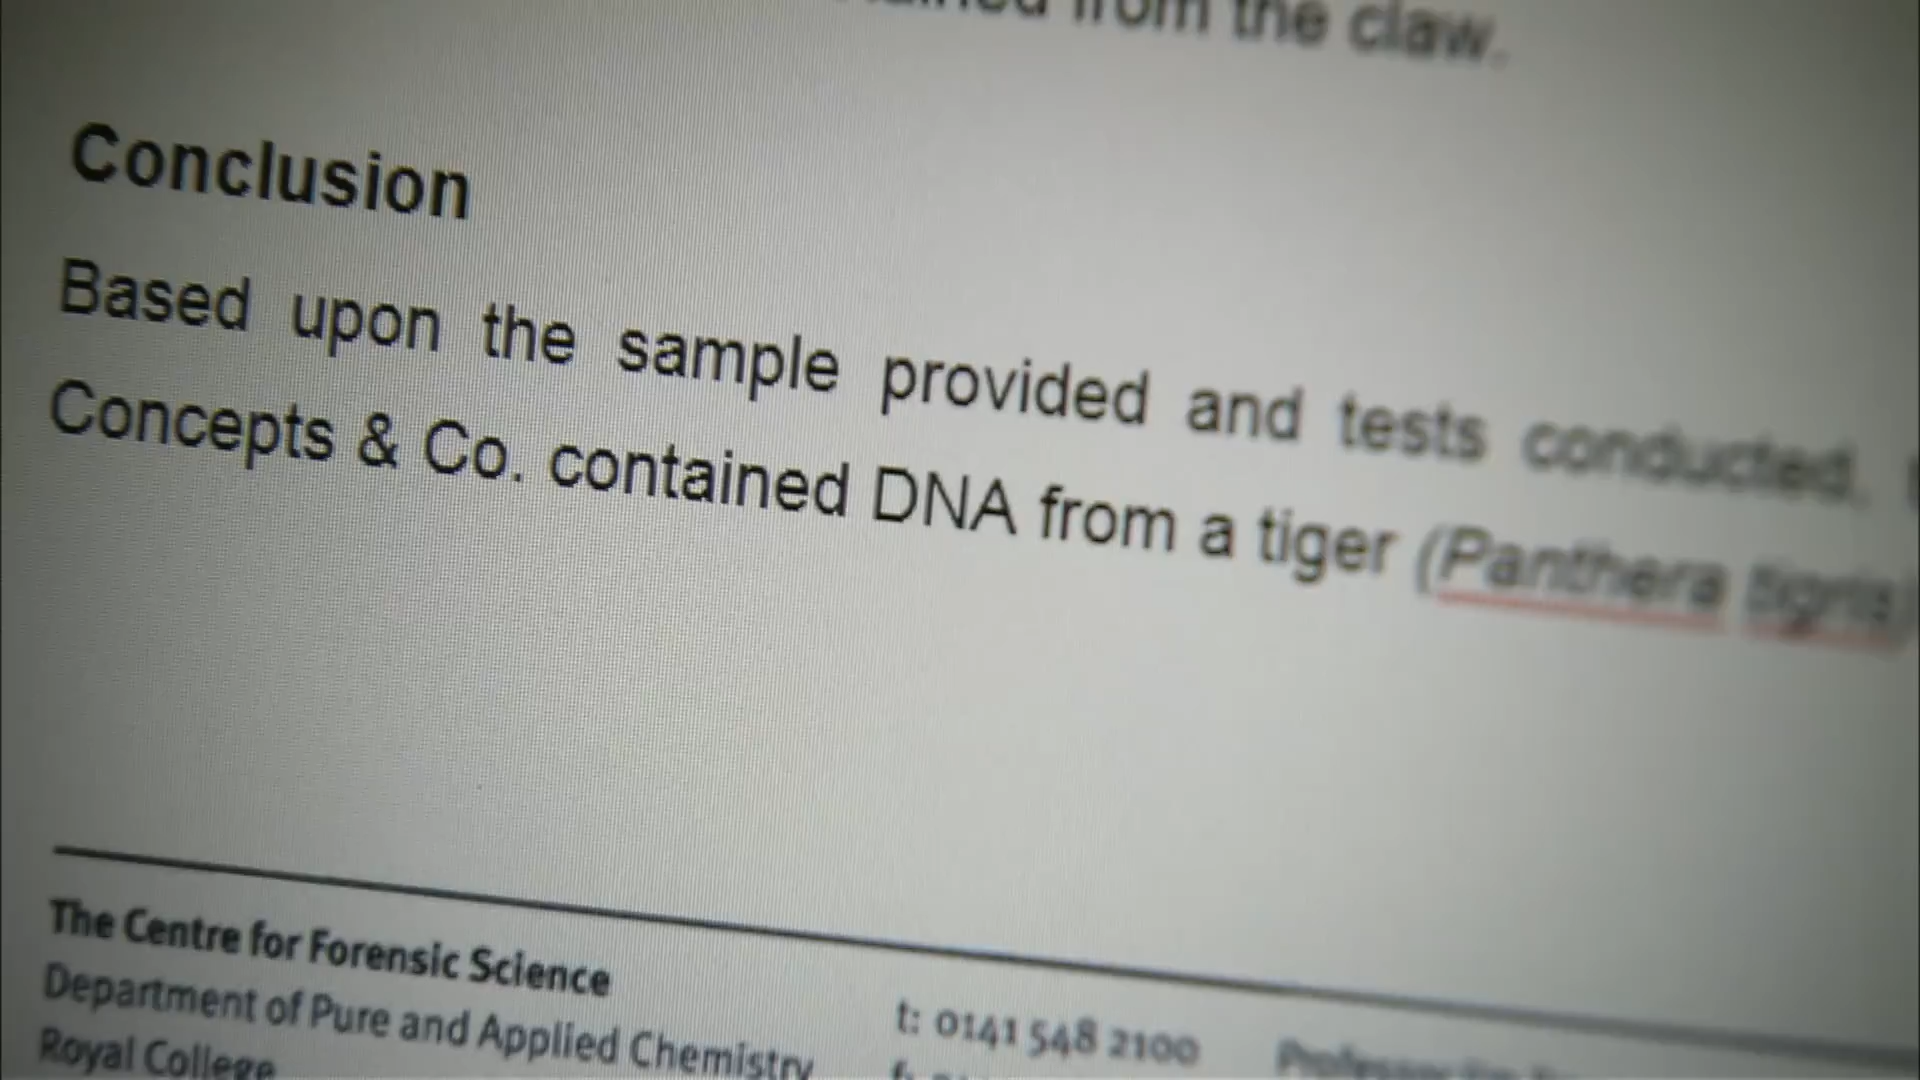 from the claw.
Conclusion
Based upon the sample provided and tests conducted,
Concepts & Co. contained DNA from a tiger (Panthera tigris)
The Centre for Forensic Science
Department of Pure and Applied Chemistry
Royal College
t: 0141 548 2100
Professor